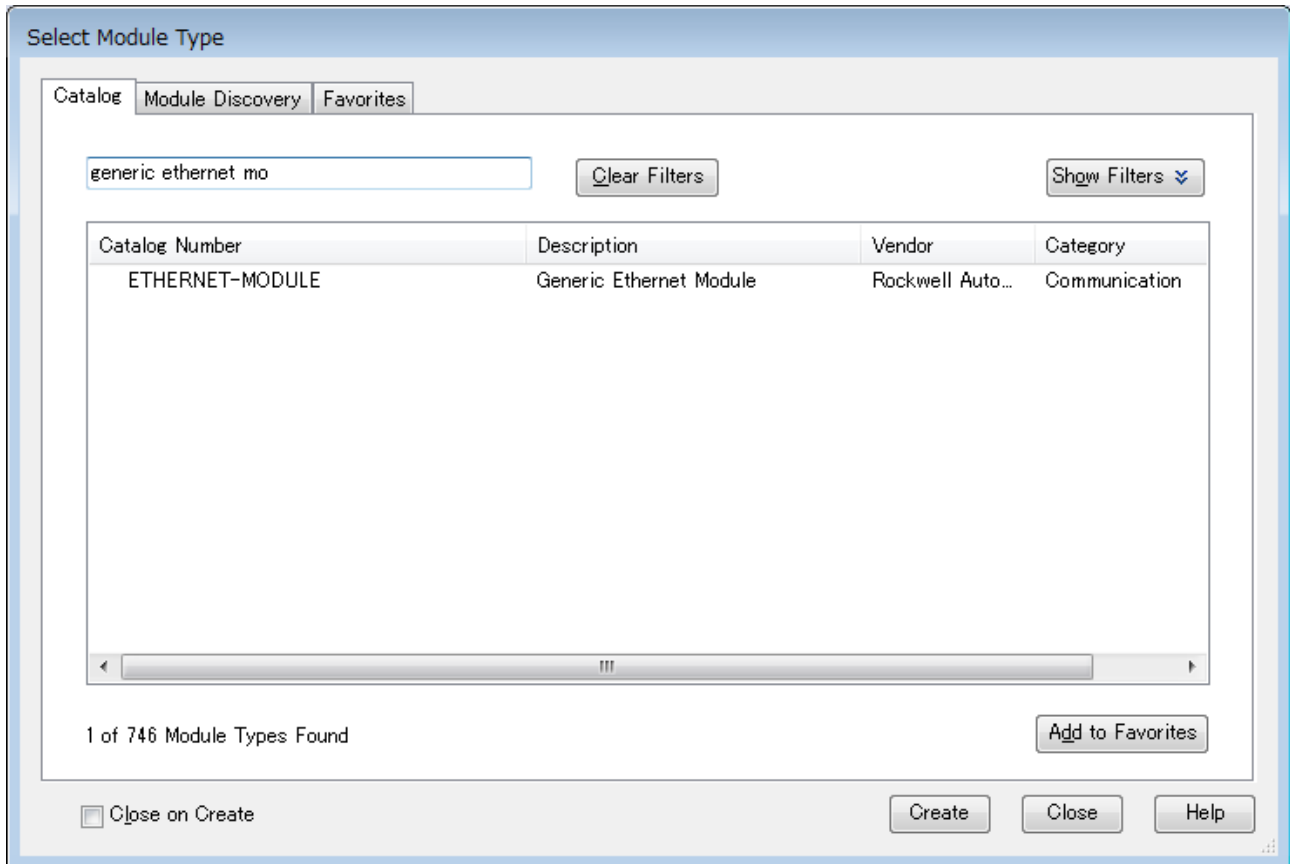 Select Module Type
Catalog Module Discovery Favorites
generic ethernet mo Clear Filters Show Filters
Catalog Number Description Vendor Category
ETHERNET-MODULE Generic Ethernet Module Rockwell Auto... Communication
1 of 746 Module Types Found Add to Favorites
Close on Create Create Close Help